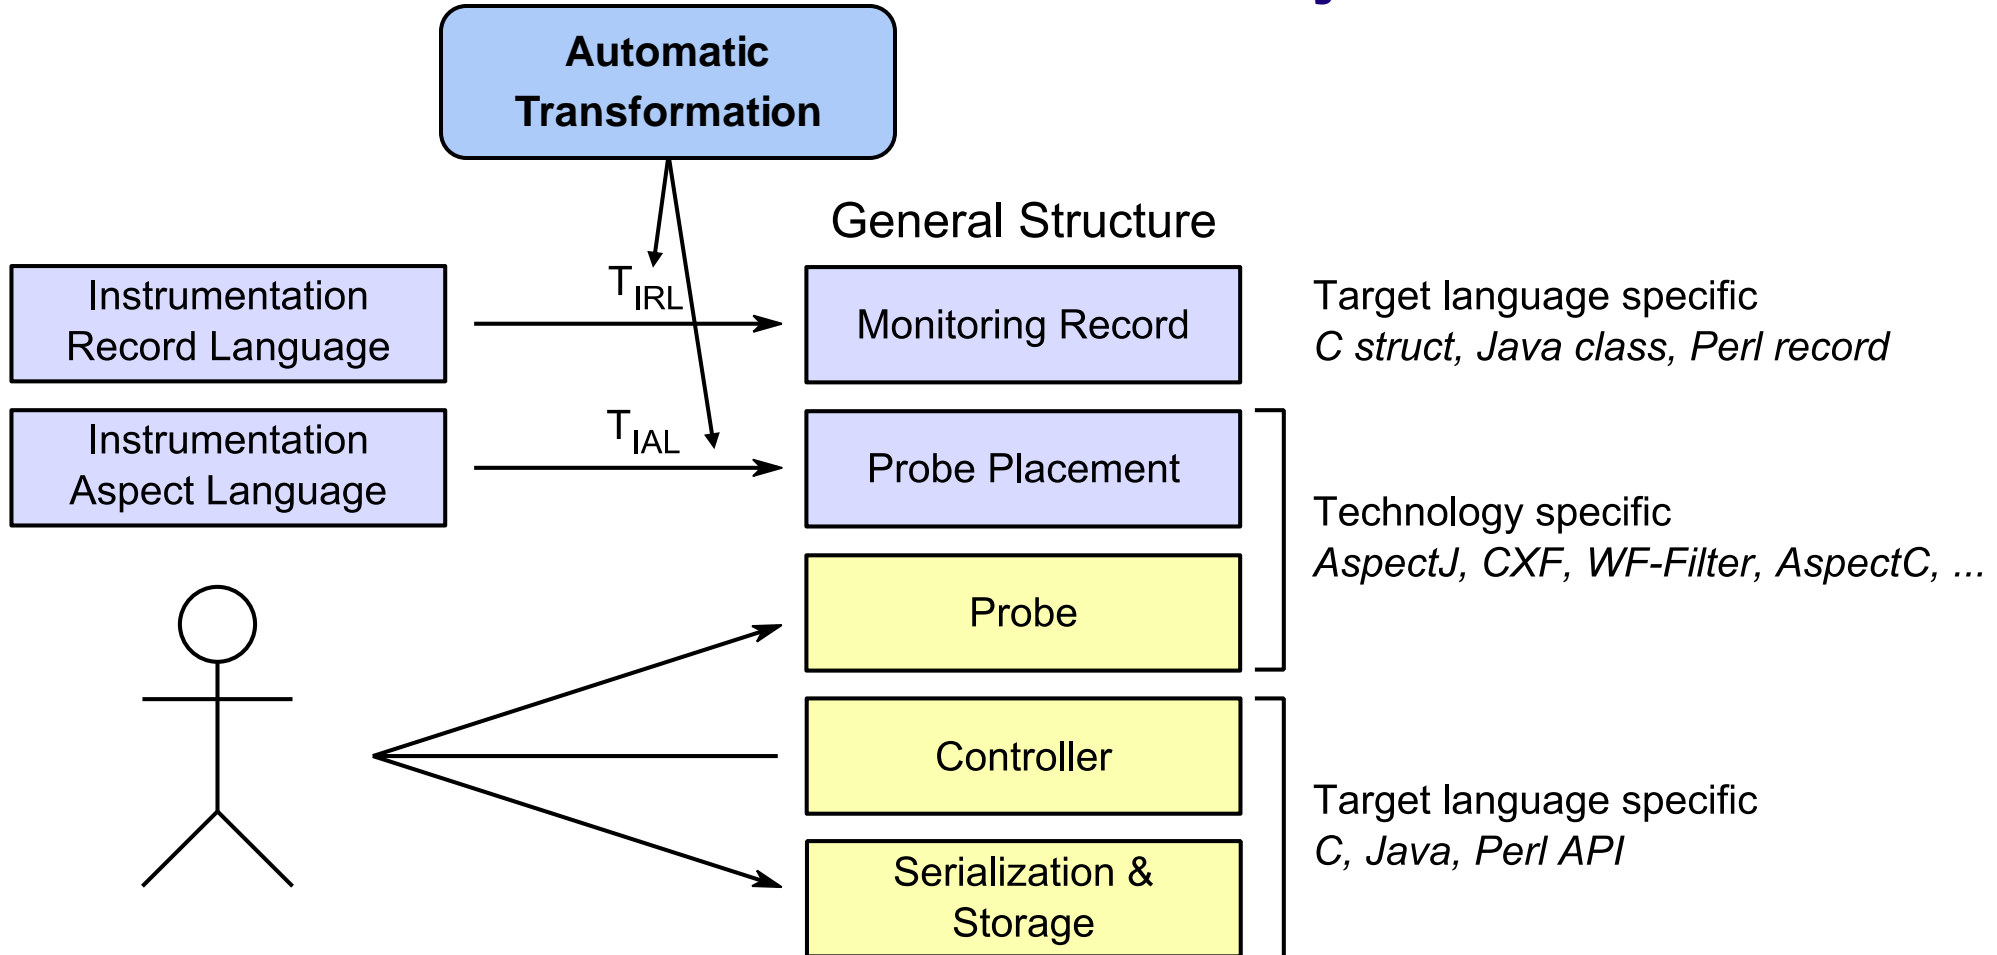 Automatic
Transformation
General Structure
Instrumentation
Record Language
T_IRL
Monitoring Record
Target language specific
C struct, Java class, Perl record
Instrumentation
Aspect Language
T_IAL
Probe Placement
Technology specific
AspectJ, CXF, WF-Filter, AspectC, ...
Probe
Controller
Target language specific
C, Java, Perl API
Serialization &
Storage